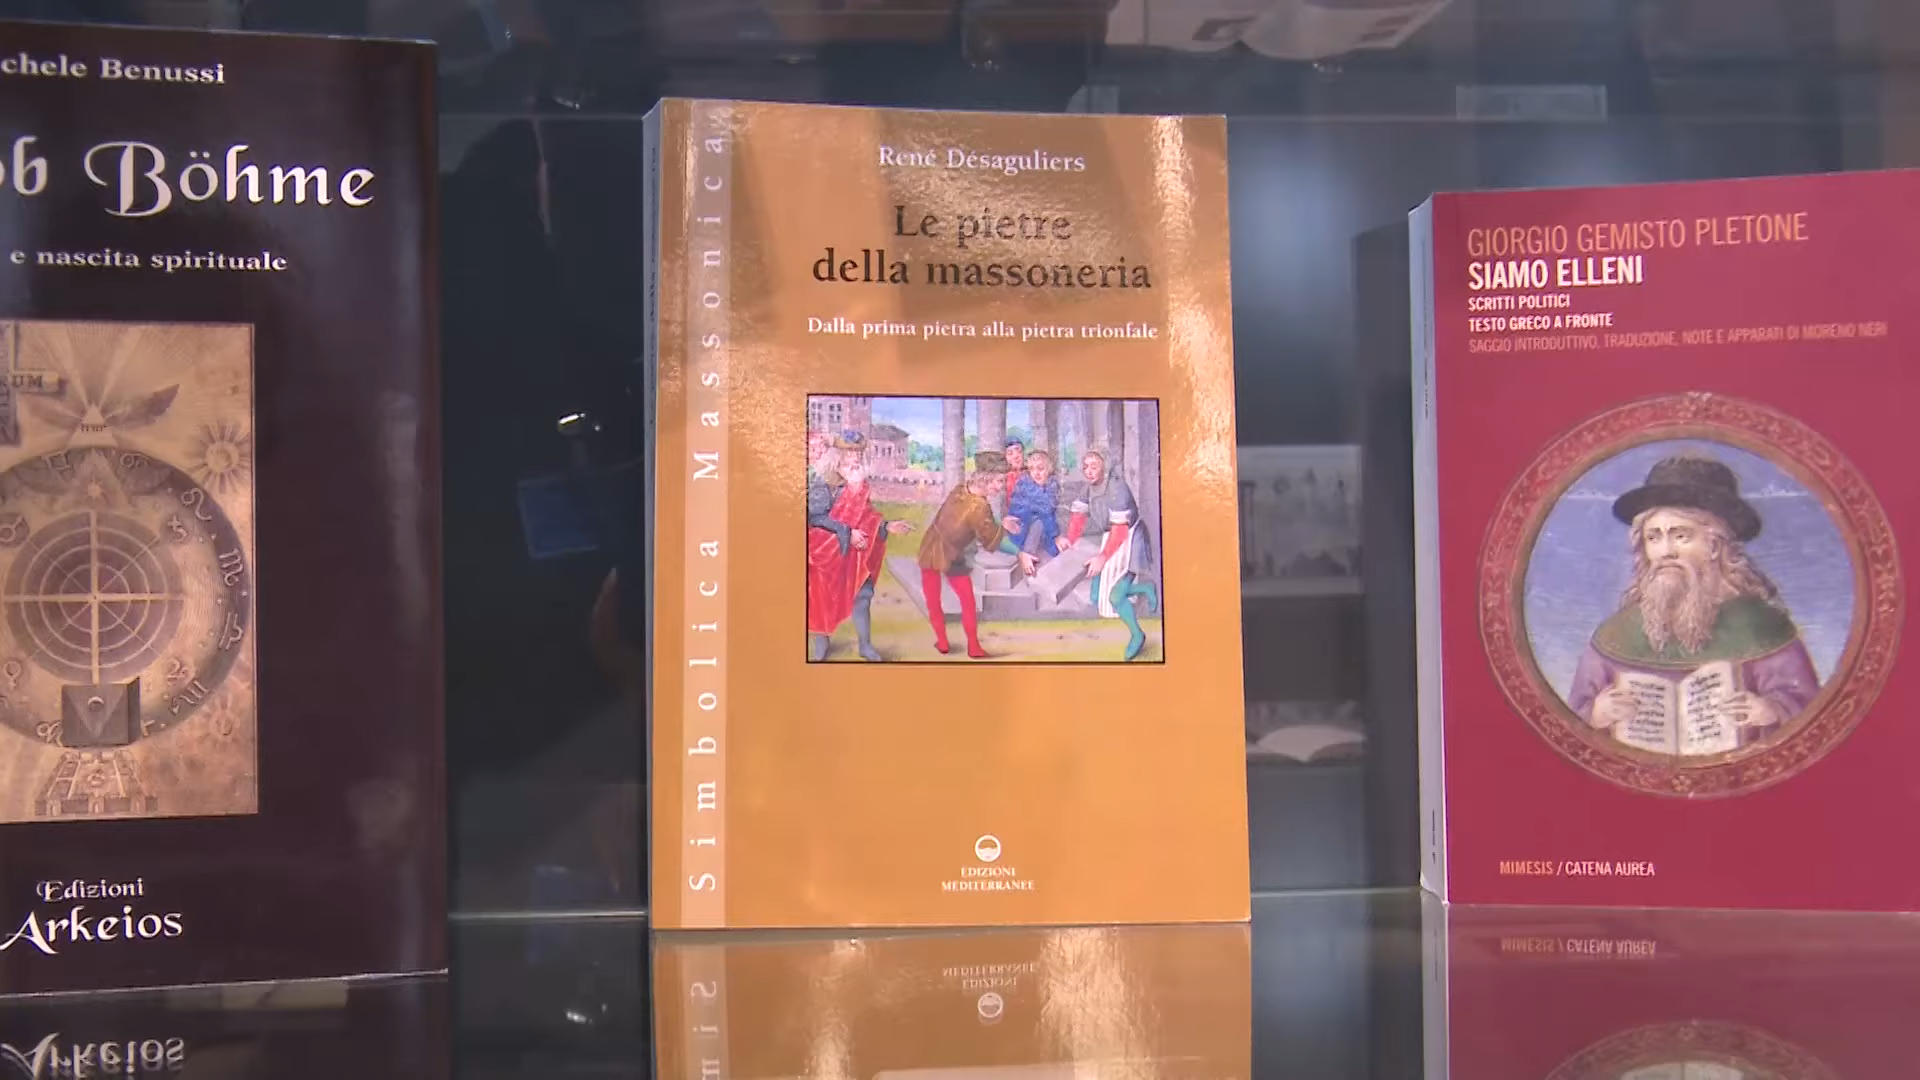 chele Benussi
ob Böhme
e nascita spirituale
Edizioni
Arkeios
Simbolica Massonica
René Désaguliers
Le pietre
della massoneria
Dalla prima pietra alla pietra trionfale
EDIZIONI
MEDITERRANEE
GIORGIO GEMISTO PLETONE
SIAMO ELLENI
SCRITTI POLITICI
TESTO GRECO A FRONTE
SAGGIO INTRODUTTIVO, TRADUZIONE, NOTE E APPARATI DI MORENO NERI
MIMESIS / CATENA AUREA